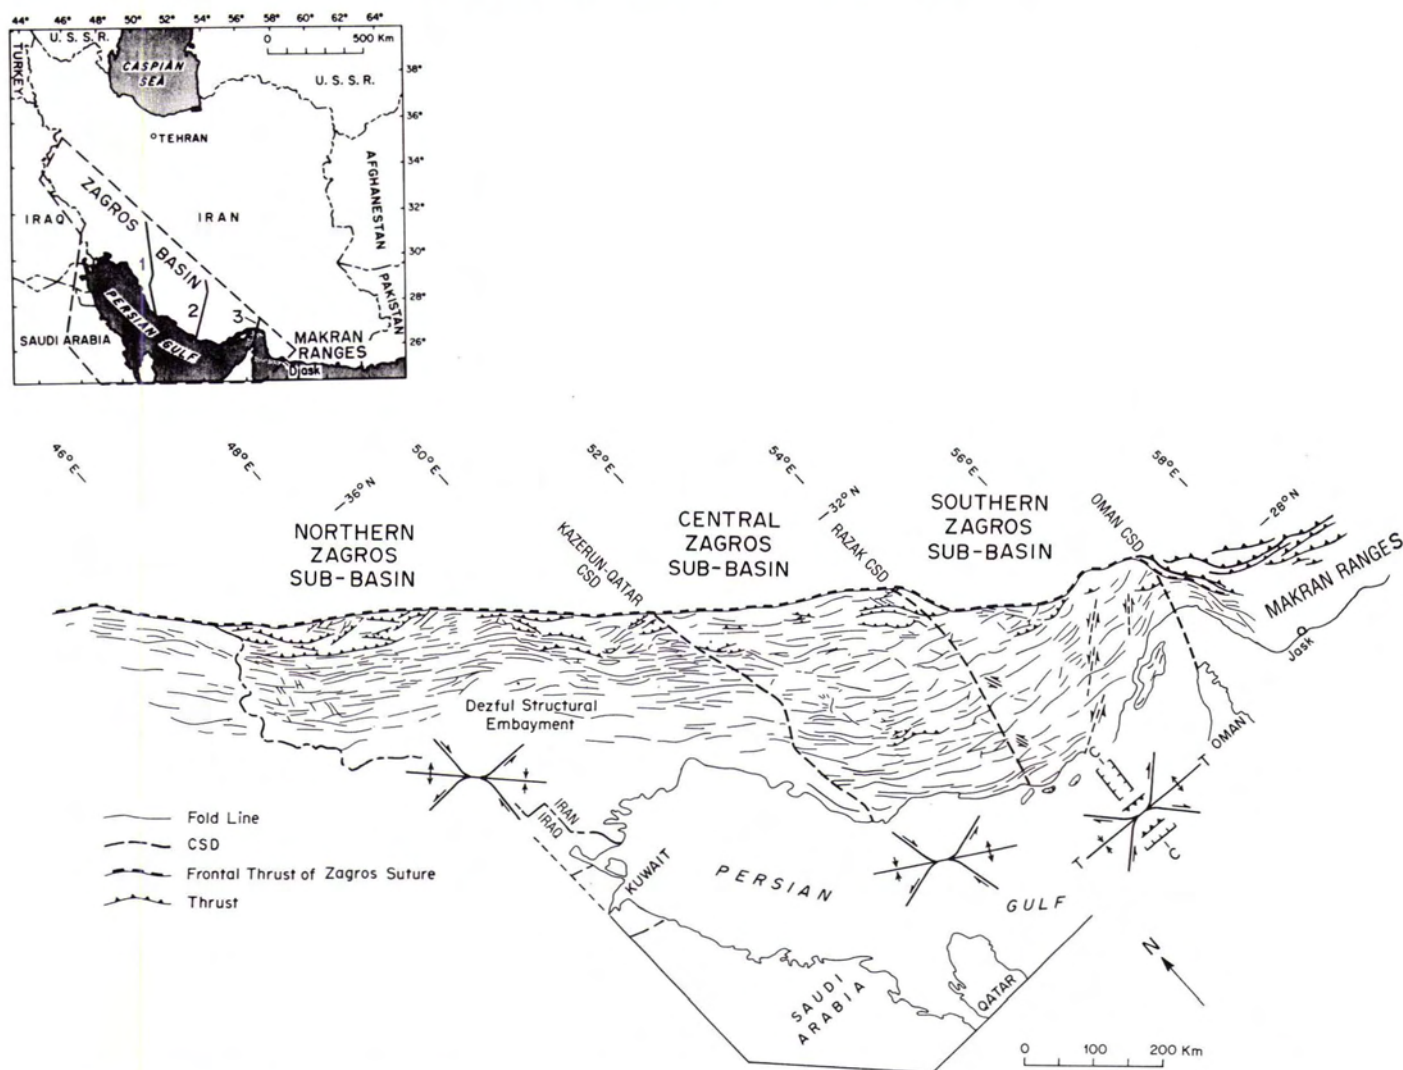 44° 46° 48° 50° 52° 54° 56° 58° 60° 62° 64°
U. S. S. R.
0 500 Km
TURKEY
CASPIAN
SEA
U. S. S. R.
38°
36°
TEHRAN
34°
AFGHANESTAN
ZAGROS
32°
IRAQ
IRAN
30°
1
BASIN
PAKISTAN
28°
2
PERSIAN GULF
3
SAUDI ARABIA
MAKRAN
RANGES
26°
Djask
46°E
48°E
50°E
52°E
54°E
56°E
58°E
36°N
32°N
28°N
NORTHERN
ZAGROS
SUB-BASIN
KAZERUN-QATAR
CSD
CENTRAL
ZAGROS
SUB-BASIN
RAZAK CSD
SOUTHERN
ZAGROS
SUB-BASIN
OMAN CSD
MAKRAN RANGES
Jask
Dezful Structural
Embayment
C
T OMAN
Fold Line
CSD
Frontal Thrust of Zagros Suture
Thrust
IRAN
IRAQ
KUWAIT
PERSIAN
GULF
T
C
N
SAUDI
ARABIA
QATAR
0 100 200 Km